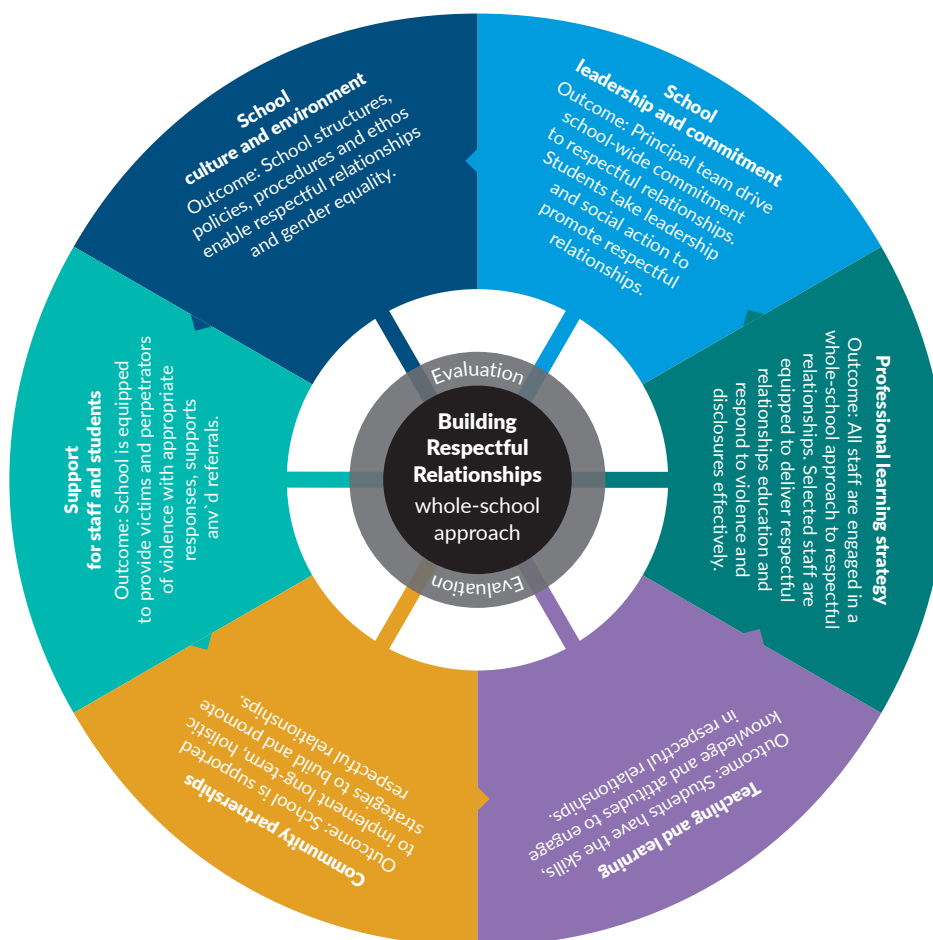 School
culture and environment
Outcome: School structures,
policies, procedures and ethos
enable respectful relationships
and gender equality.
School
leadership and commitment
Outcome: Principal team drive
school-wide commitment
to respectful relationships.
Students take leadership
and social action to
promote respectful
relationships.
Professional learning strategy
Outcome: All staff are engaged in a
whole-school approach to respectful
relationships. Selected staff are
equipped to deliver respectful
relationships education and
respond to violence and
disclosures effectively.
Teaching and learning
Outcome: Students have the skills,
knowledge and attitudes to engage
in respectful relationships.
Community partnerships
Outcome: School is supported
to implement long-term, holistic
strategies to build and promote
respectful relationships.
Support
for staff and students
Outcome: School is equipped
to provide victims and perpetrators
of violence with appropriate
responses, supports
anv`d referrals.
Evaluation
Building
Respectful
Relationships
whole-school
approach
Evaluation